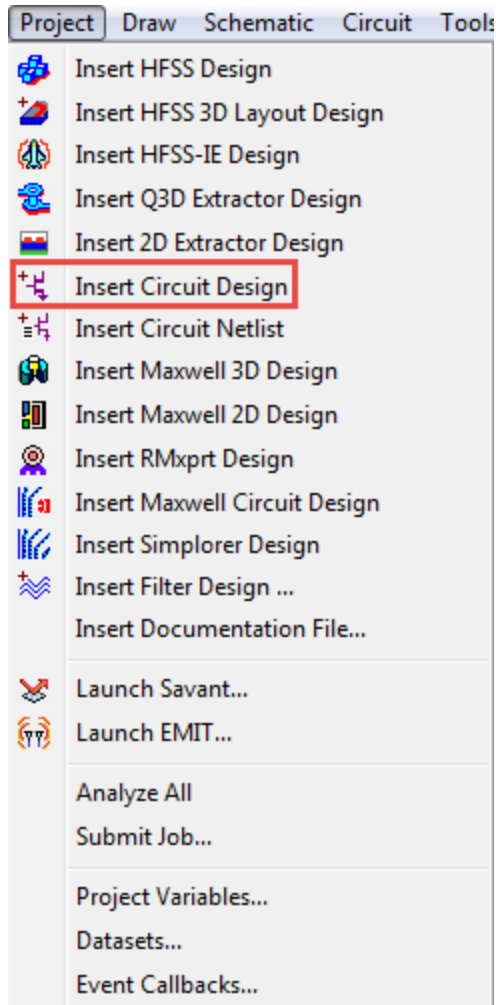 Project Draw Schematic Circuit Tools
Insert HFSS Design
Insert HFSS 3D Layout Design
Insert HFSS-IE Design
Insert Q3D Extractor Design
Insert 2D Extractor Design
Insert Circuit Design
Insert Circuit Netlist
Insert Maxwell 3D Design
Insert Maxwell 2D Design
Insert RMxprt Design
Insert Maxwell Circuit Design
Insert Simplorer Design
Insert Filter Design ...
Insert Documentation File...
Launch Savant...
Launch EMIT...
Analyze All
Submit Job...
Project Variables...
Datasets...
Event Callbacks...